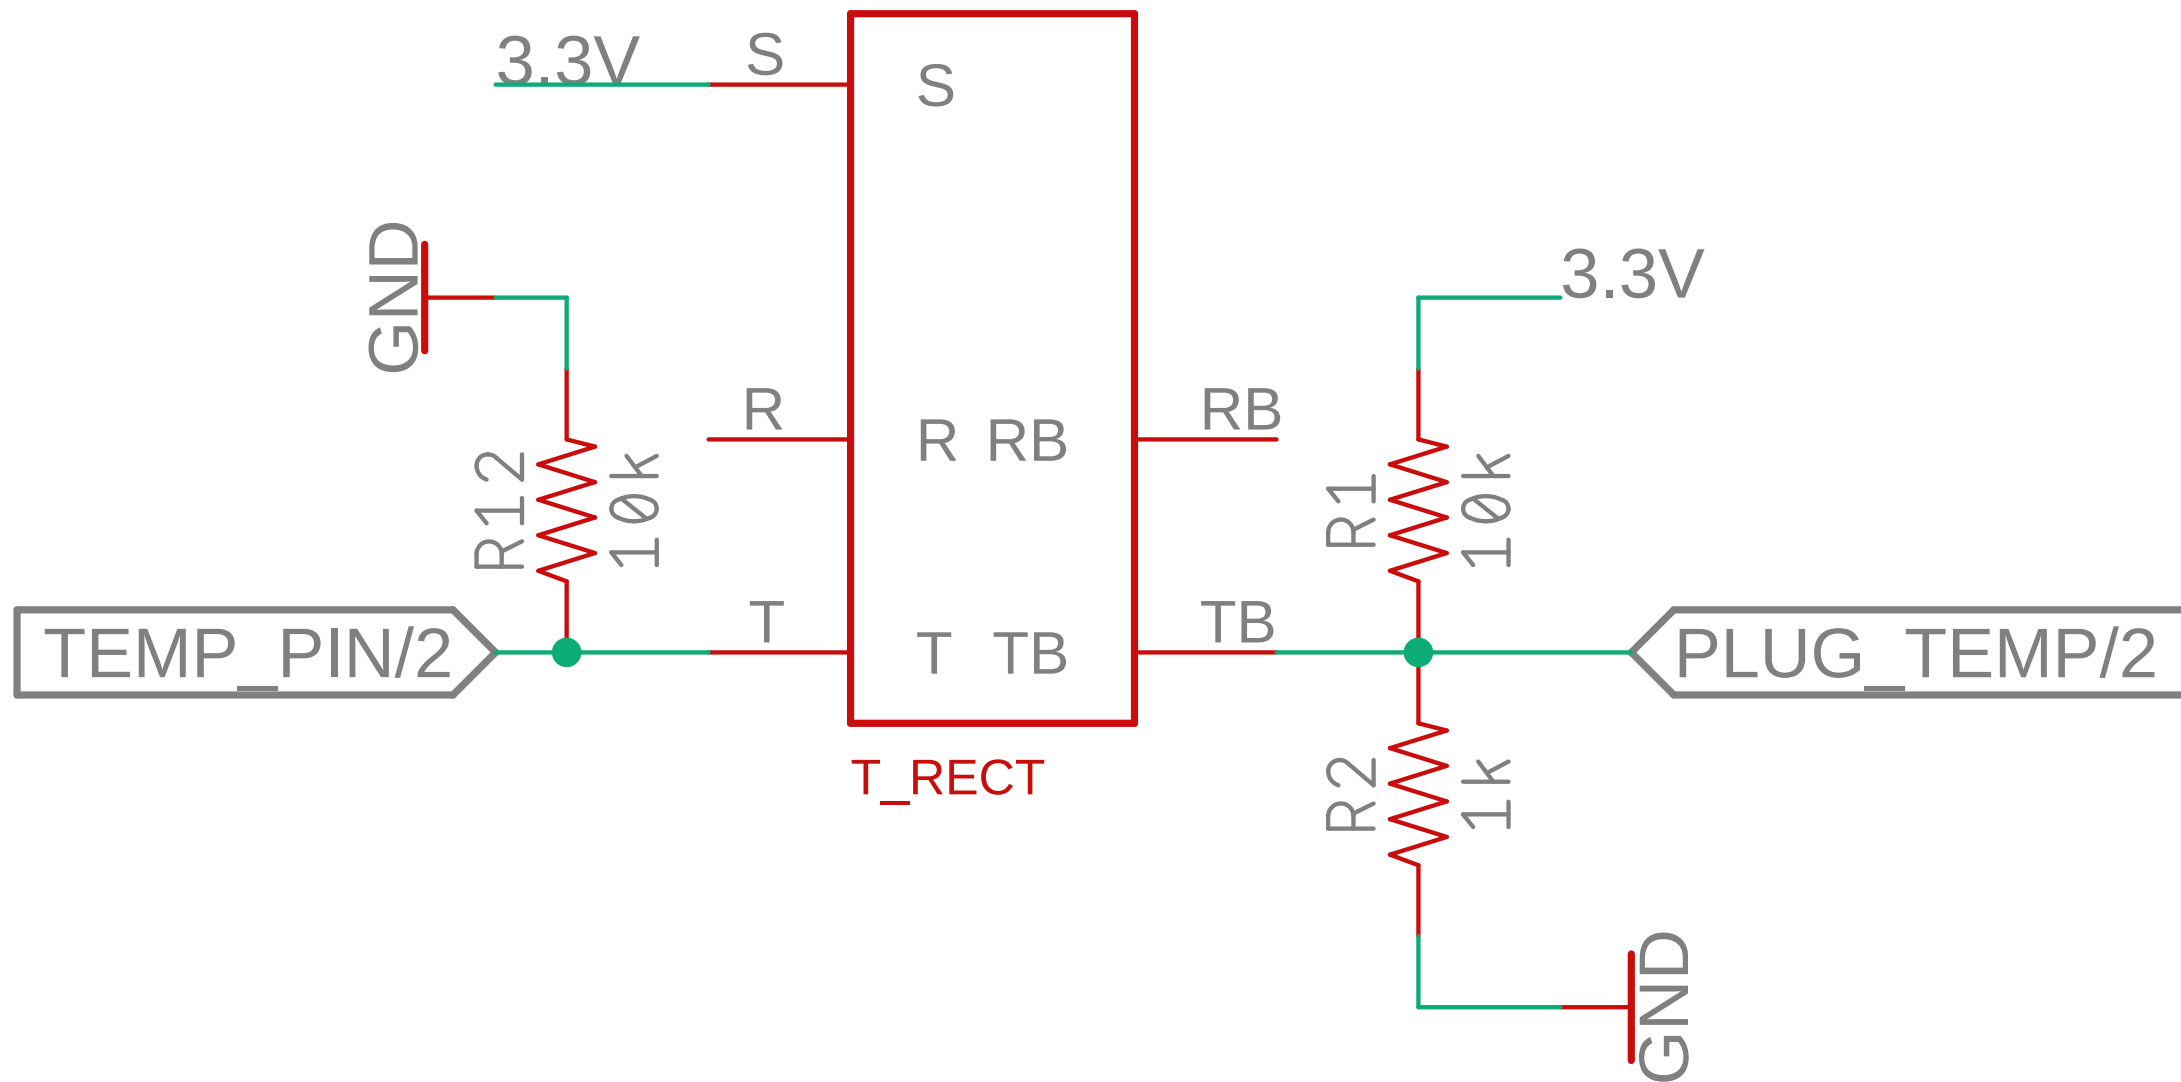 3.3V
S
S
GND
3.3V
R
R
RB
RB
R12
10k
R1
10k
TEMP_PIN/2
T
T
TB
TB
PLUG_TEMP/2
T_RECT
R2
1k
GND